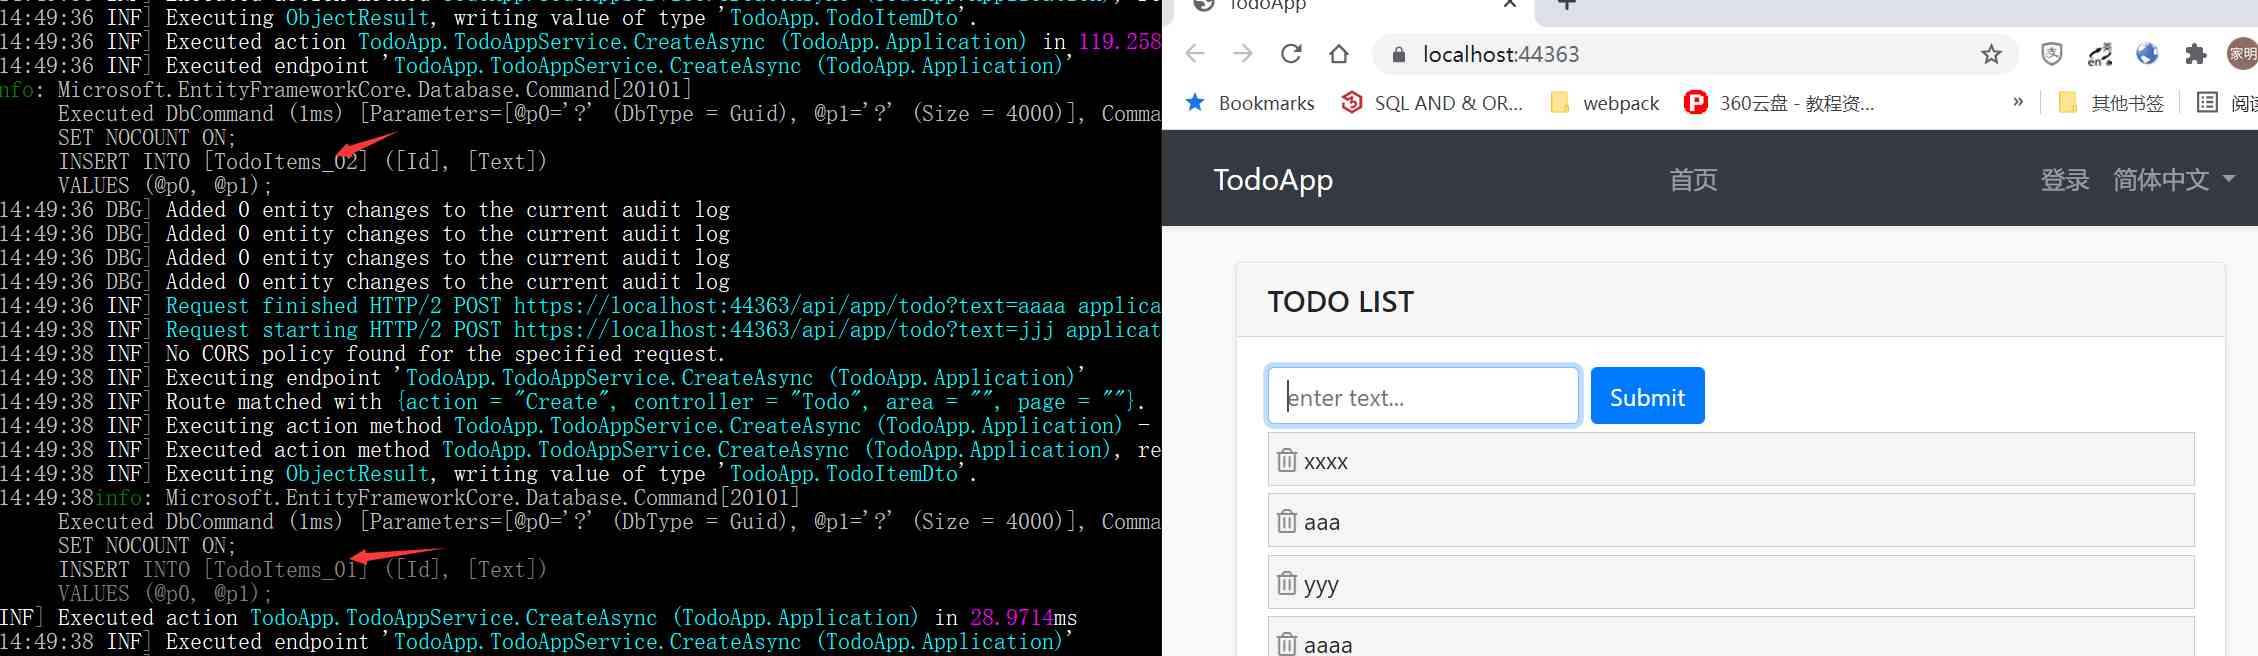 14:49:36 INF] Executing ObjectResult, writing value of type 'TodoApp.TodoItemDto'.
14:49:36 INF] Executed action TodoApp.TodoAppService.CreateAsync (TodoApp.Application) in 119.258
14:49:36 INF] Executed endpoint 'TodoApp.TodoAppService.CreateAsync (TodoApp.Application)'
nfo: Microsoft.EntityFrameworkCore.Database.Command[20101]
Executed DbCommand (1ms) [Parameters=[@p0='?' (DbType = Guid), @p1='?' (Size = 4000)], Comma
SET NOCOUNT ON;
INSERT INTO [TodoItems_02] ([Id], [Text])
VALUES (@p0, @p1);
14:49:36 DBG] Added 0 entity changes to the current audit log
14:49:36 DBG] Added 0 entity changes to the current audit log
14:49:36 DBG] Added 0 entity changes to the current audit log
14:49:36 DBG] Added 0 entity changes to the current audit log
14:49:36 INF] Request finished HTTP/2 POST https://localhost:44363/api/app/todo?text=aaaa applica
14:49:38 INF] Request starting HTTP/2 POST https://localhost:44363/api/app/todo?text=jjj applicat
14:49:38 INF] No CORS policy found for the specified request.
14:49:38 INF] Executing endpoint 'TodoApp.TodoAppService.CreateAsync (TodoApp.Application)'
14:49:38 INF] Route matched with {action = "Create", controller = "Todo", area = "", page = ""}.
14:49:38 INF] Executing action method TodoApp.TodoAppService.CreateAsync (TodoApp.Application) -
14:49:38 INF] Executed action method TodoApp.TodoAppService.CreateAsync (TodoApp.Application), re
14:49:38 INF] Executing ObjectResult, writing value of type 'TodoApp.TodoItemDto'.
14:49:38info: Microsoft.EntityFrameworkCore.Database.Command[20101]
Executed DbCommand (1ms) [Parameters=[@p0='?' (DbType = Guid), @p1='?' (Size = 4000)], Comma
SET NOCOUNT ON;
INSERT INTO [TodoItems_01] ([Id], [Text])
VALUES (@p0, @p1);
INF] Executed action TodoApp.TodoAppService.CreateAsync (TodoApp.Application) in 28.9714ms
14:49:38 INF] Executed endpoint 'TodoApp.TodoAppService.CreateAsync (TodoApp.Application)'
TodoApp
localhost:44363
en
家明
Bookmarks SQL AND & OR... webpack 360云盘 - 教程资... » 其他书签 阅读
TodoApp 首页 登录 简体中文
TODO LIST
enter text... Submit
xxxx
aaa
yyy
aaaa